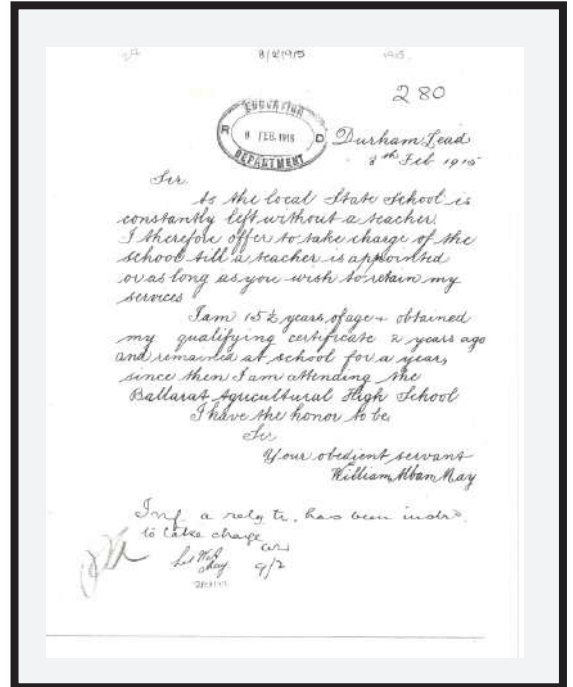 8/2/1915
1915
280
EDUCATION
R D
9 FEB. 1915
DEPARTMENT
Durham Lead
8th Feb 1915
Sir.
As the local State School is
constantly left without a teacher.
I therefore offer to take charge of the
school till a teacher is appointed
or as long as you wish to retain my
services
I am 15½ years of age + obtained
my qualifying certificate 2 years ago
and remained at school for a year,
since then I am attending the
Ballarat Agricultural High School
I have the honor to be,
Sir
Your obedient servant
William Alban May
Inf. a relg tr. has been instrd.
to take charge
May
9/2